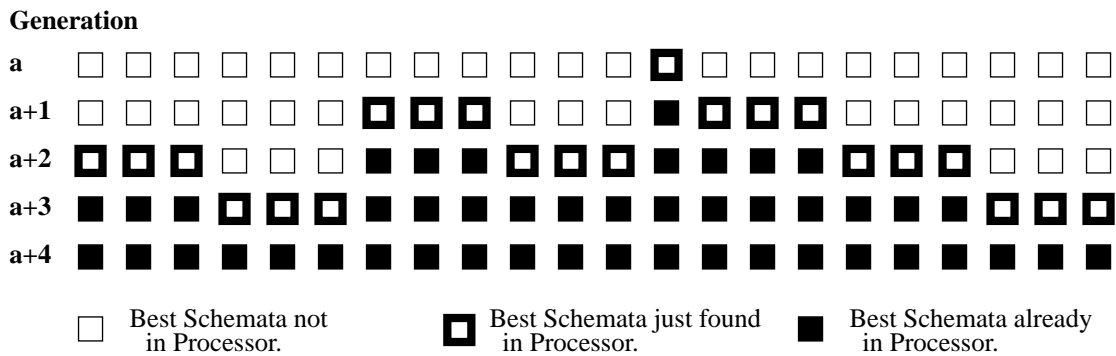 Generation
a
a+1
a+2
a+3
a+4
Best Schemata not
in Processor.
Best Schemata just found
in Processor.
Best Schemata already
in Processor.